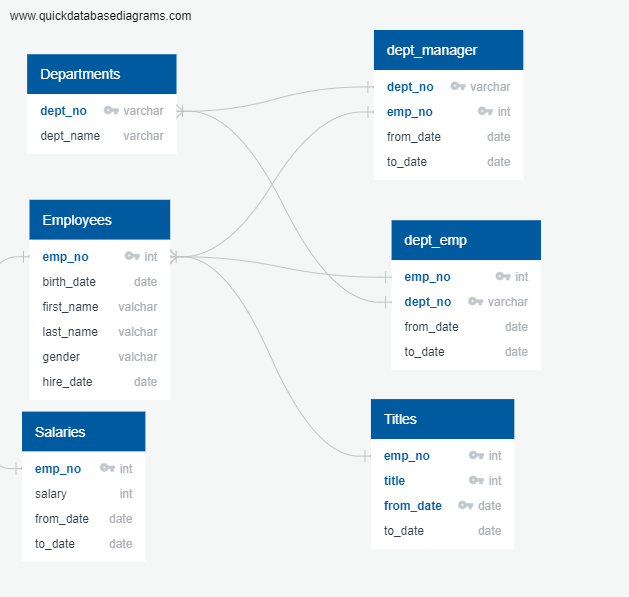 www.quickdatabasediagrams.com
Departments
dept_no varchar
dept_name varchar
dept_manager
dept_no varchar
emp_no int
from_date date
to_date date
Employees
emp_no int
birth_date date
first_name valchar
last_name valchar
gender valchar
hire_date date
dept_emp
emp_no int
dept_no varchar
from_date date
to_date date
Salaries
emp_no int
salary int
from_date date
to_date date
Titles
emp_no int
title int
from_date date
to_date date